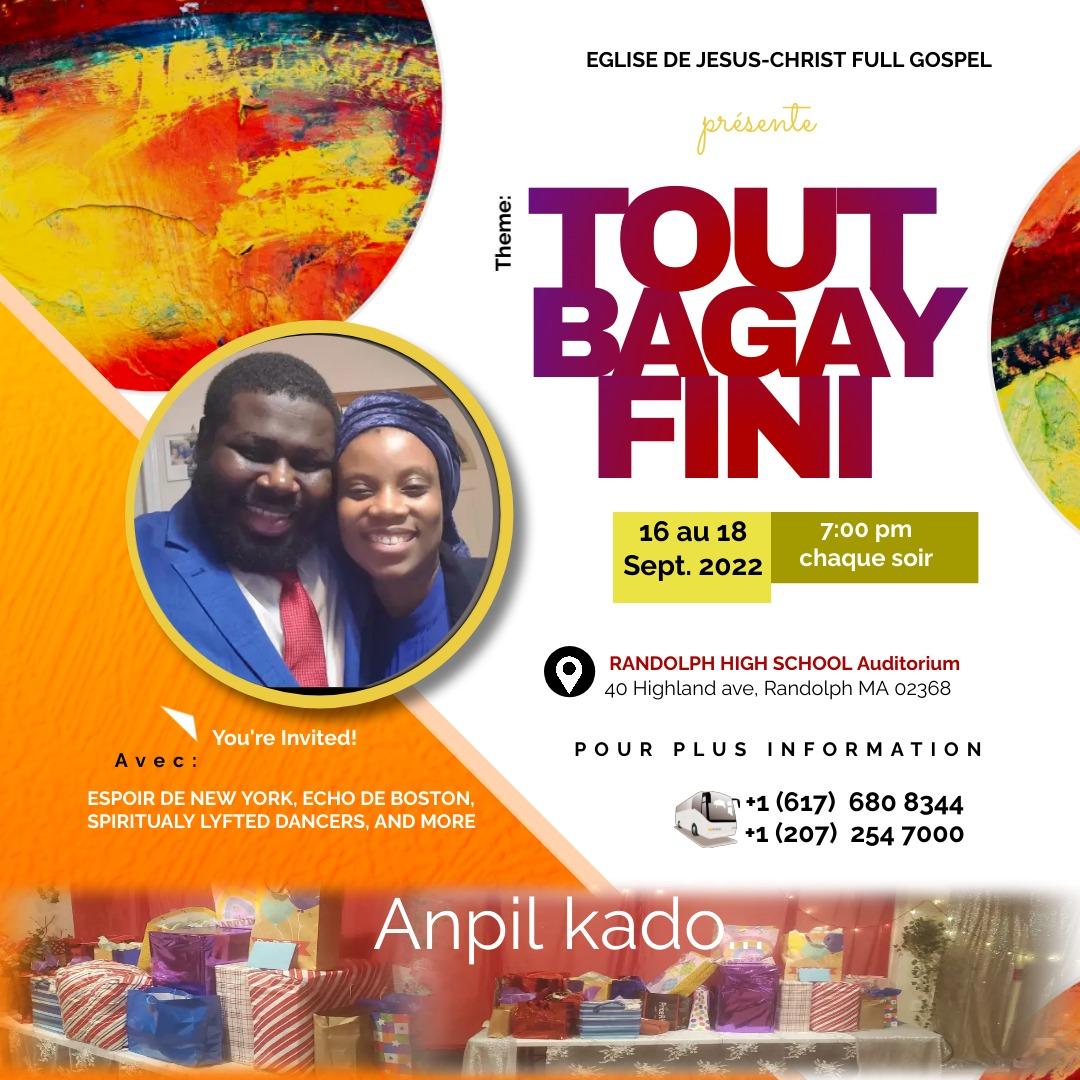 EGLISE DE JESUS-CHRIST FULL GOSPEL
présente
Theme:
TOUT
BAGAY
FINI
16 au 18
Sept. 2022
7:00 pm
chaque soir
RANDOLPH HIGH SCHOOL Auditorium
40 Highland ave, Randolph MA 02368
You're Invited!
Avec:
ESPOIR DE NEW YORK, ECHO DE BOSTON,
SPIRITUALY LYFTED DANCERS, AND MORE
POUR PLUS INFORMATION
+1 (617) 680 8344
+1 (207) 254 7000
Anpil kado